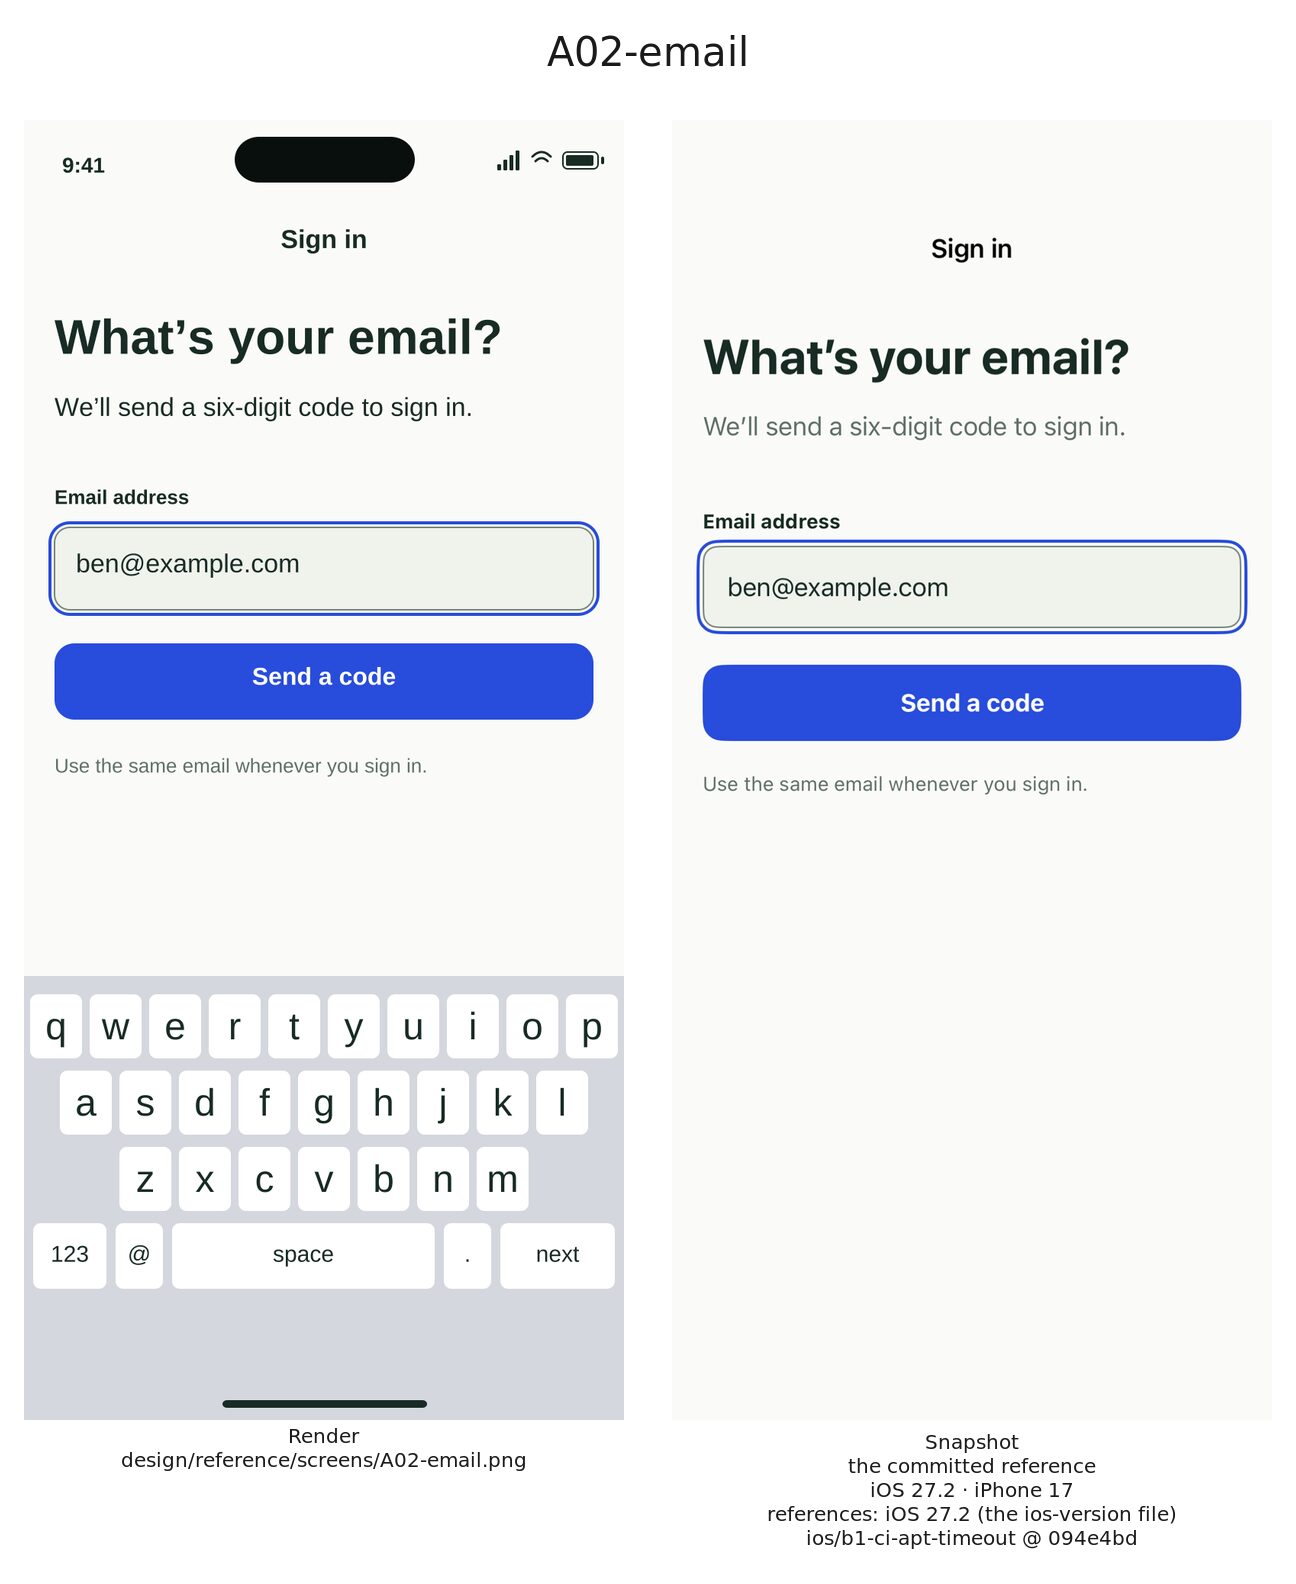 A02-email
9:41
Sign in
What’s your email?
We’ll send a six-digit code to sign in.
Email address
ben@example.com
Send a code
Use the same email whenever you sign in.
q w e r t y u i o p
a s d f g h j k l
z x c v b n m
123 @ space . next
Render
design/reference/screens/A02-email.png
Sign in
What’s your email?
We’ll send a six-digit code to sign in.
Email address
ben@example.com
Send a code
Use the same email whenever you sign in.
Snapshot
the committed reference
iOS 27.2 · iPhone 17
references: iOS 27.2 (the ios-version file)
ios/b1-ci-apt-timeout @ 094e4bd